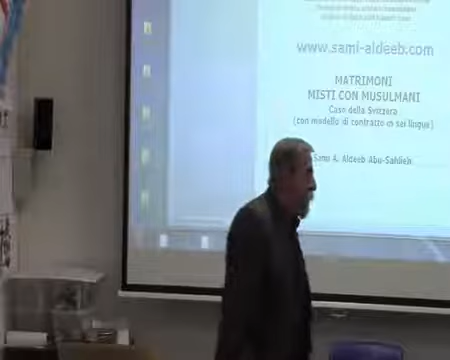 www.sami-aldeeb.com
MATRIMONI
MISTI CON MUSULMANI
Caso della Svizzera
(con modello di contratto in sei lingue)
Sami A. Aldeeb Abu-Sahlieh